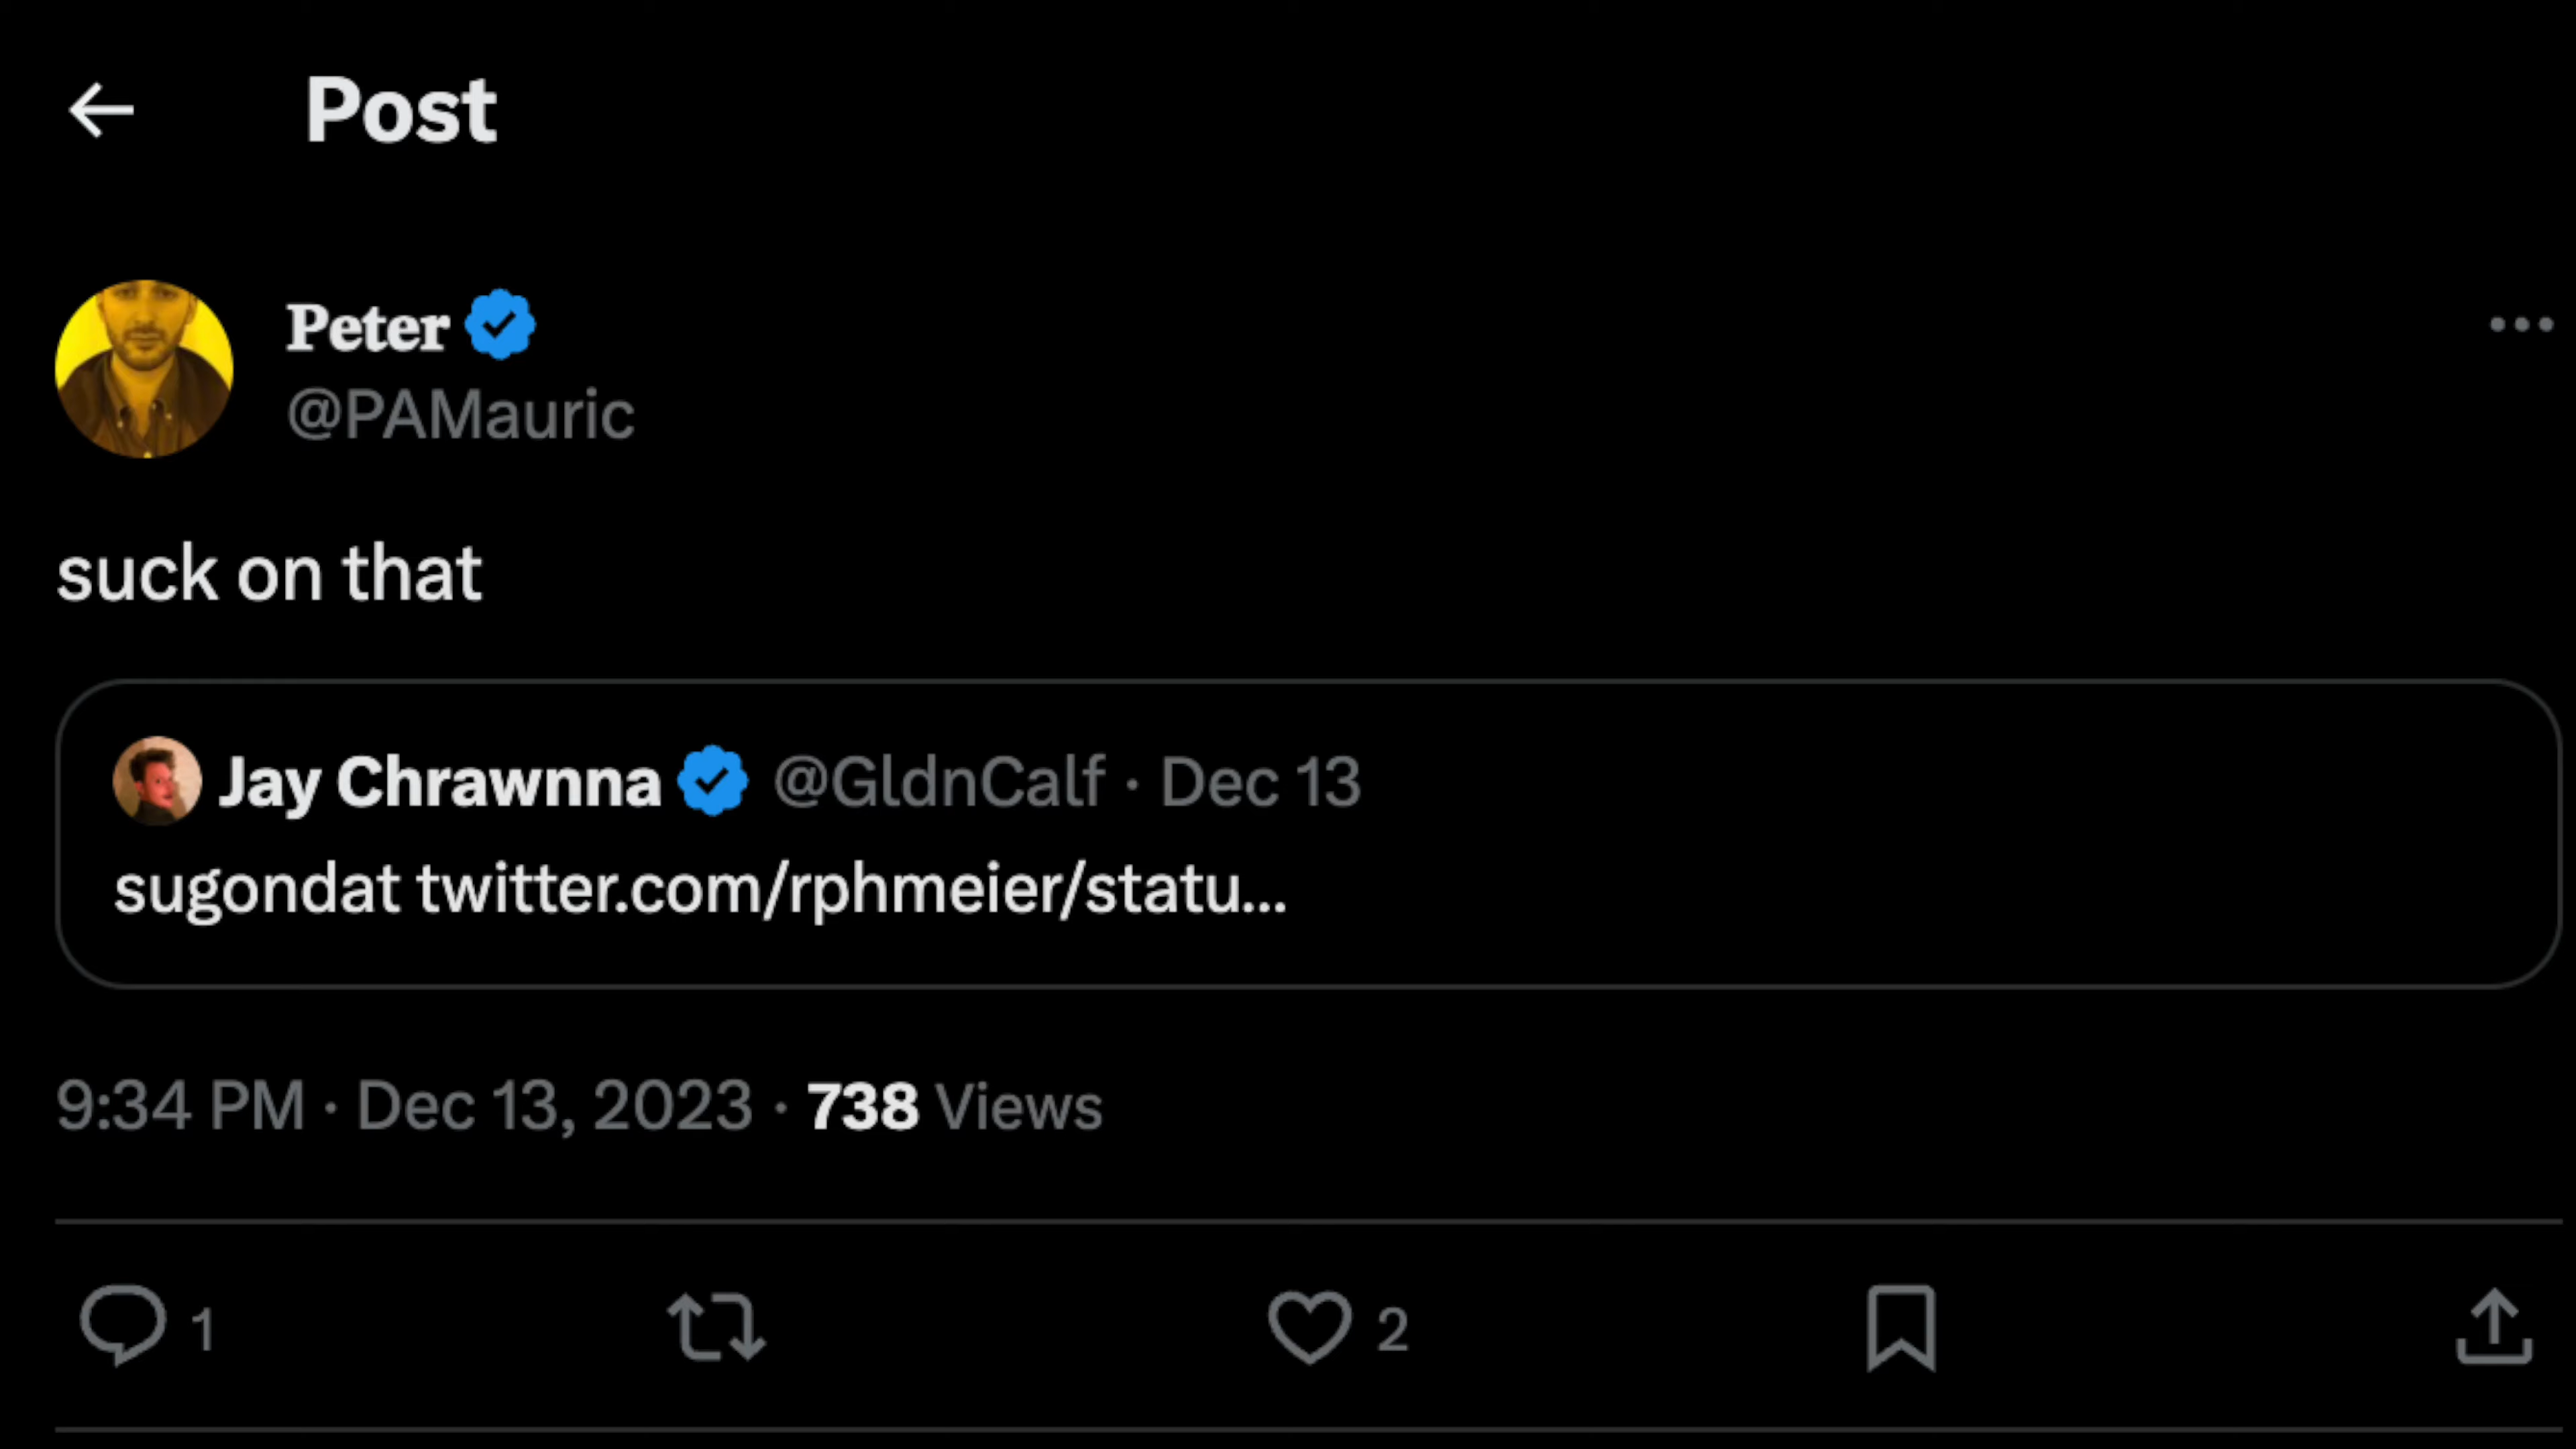 Post
Peter
@PAMauric
suck on that
Jay Chrawnna @GldnCalf · Dec 13
sugondat twitter.com/rphmeier/statu...
9:34 PM · Dec 13, 2023 · 738 Views
1 2